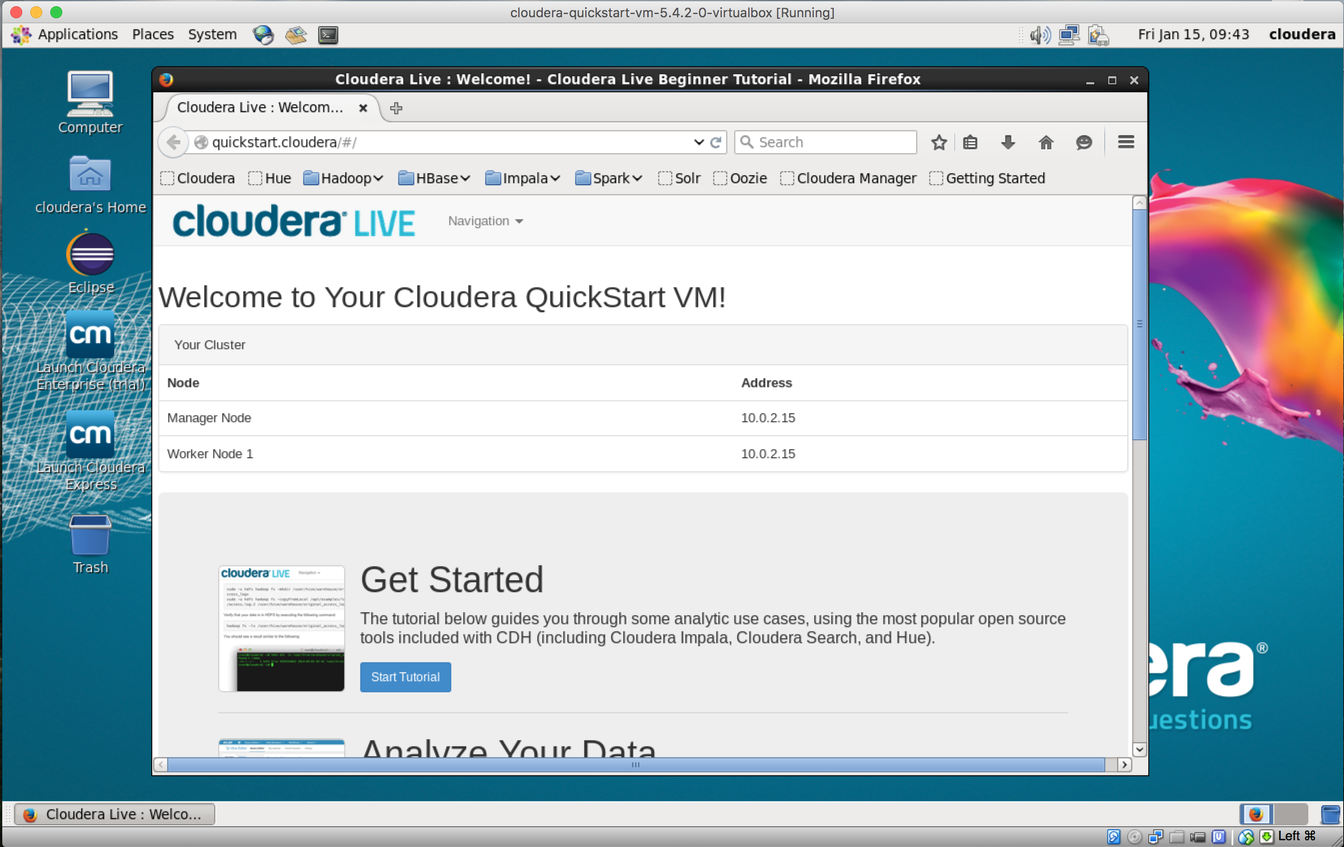 cloudera-quickstart-vm-5.4.2-0-virtualbox [Running]
Applications Places System Fri Jan 15, 09:43 cloudera
Computer
cloudera's Home
Eclipse
cm
Launch Cloudera
Enterprise (trial)
cm
Launch Cloudera
Express
Trash
Cloudera Live : Welcome! - Cloudera Live Beginner Tutorial - Mozilla Firefox
Cloudera Live : Welcom...
quickstart.cloudera/#/ Search
Cloudera Hue Hadoop HBase Impala Spark Solr Oozie Cloudera Manager Getting Started
cloudera LIVE Navigation
Welcome to Your Cloudera QuickStart VM!
Your Cluster
Node Address
Manager Node 10.0.2.15
Worker Node 1 10.0.2.15
cloudera LIVE Navigation
Get Started
The tutorial below guides you through some analytic use cases, using the most popular open source
tools included with CDH (including Cloudera Impala, Cloudera Search, and Hue).
Start Tutorial
Analyze Your Data
era®
uestions
Cloudera Live : Welco...
Left ⌘